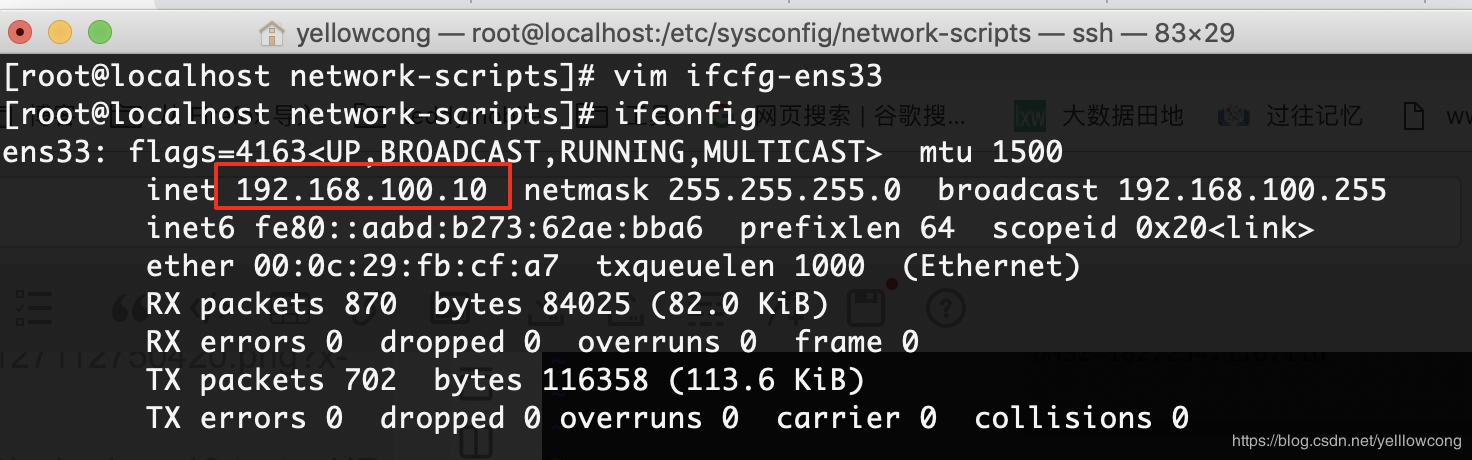 yellowcong — root@localhost:/etc/sysconfig/network-scripts — ssh — 83×29
[root@localhost network-scripts]# vim ifcfg-ens33
[root@localhost network-scripts]# ifconfig
网页搜索 | 谷歌搜... 大数据田地 过往记忆
ens33: flags=4163<UP,BROADCAST,RUNNING,MULTICAST>  mtu 1500
inet 192.168.100.10  netmask 255.255.255.0  broadcast 192.168.100.255
inet6 fe80::aabd:b273:62ae:bba6  prefixlen 64  scopeid 0x20<link>
ether 00:0c:29:fb:cf:a7  txqueuelen 1000  (Ethernet)
RX packets 870  bytes 84025 (82.0 KiB)
RX errors 0  dropped 0  overruns 0  frame 0
TX packets 702  bytes 116358 (113.6 KiB)
TX errors 0  dropped 0 overruns 0  carrier 0  collisions 0
https://blog.csdn.net/yelllowcong